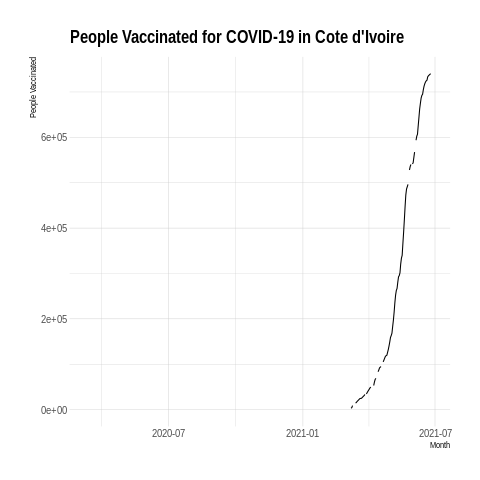 People Vaccinated for COVID-19 in Cote d'Ivoire
People Vaccinated
6e+05
4e+05
2e+05
0e+00
2020-07
2021-01
2021-07
Month